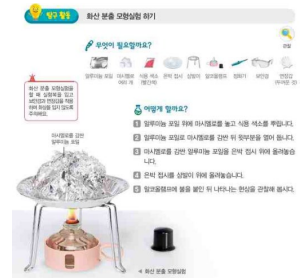 탐구 활동
화산 분출 모형실험 하기
관찰
무엇이 필요할까요?
알루미늄 포일
마시멜로
여러 개
식용 색소
(빨간색)
은박 접시
삼발이
알코올램프
점화기
보안경
면장갑
화산 분출 모형실험을
할 때 실험복을 입고
보안경과 면장갑을 착용
하며 화상을 입지 않도록
주의해요.
어떻게 할까요?
1 알루미늄 포일 위에 마시멜로를 놓고 식용 색소를 뿌립니다.
2 알루미늄 포일로 마시멜로를 감싼 뒤 윗부분을 열어 둡니다.
3 마시멜로를 감싼 알루미늄 포일을 은박 접시 위에 올려놓습
니다.
4 은박 접시를 삼발이 위에 올려놓습니다.
5 알코올램프에 불을 붙인 뒤 나타나는 현상을 관찰해 봅시다.
마시멜로를 감싼
알루미늄 포일
화산 분출 모형실험